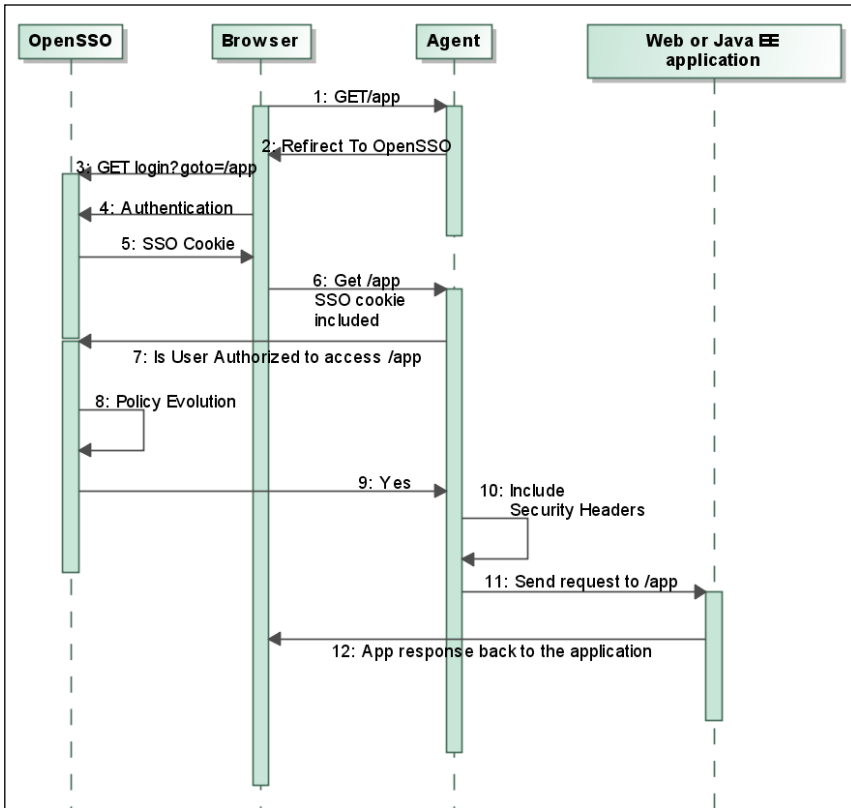 OpenSSO
Browser
Agent
Web or Java EE
application
1: GET/app
2: Refirect To OpenSSO
3: GET login?goto=/app
4: Authentication
5: SSO Cookie
6: Get /app
SSO cookie
included
7: Is User Authorized to access /app
8: Policy Evolution
9: Yes
10: Include
Security Headers
11: Send request to /app
12: App response back to the application